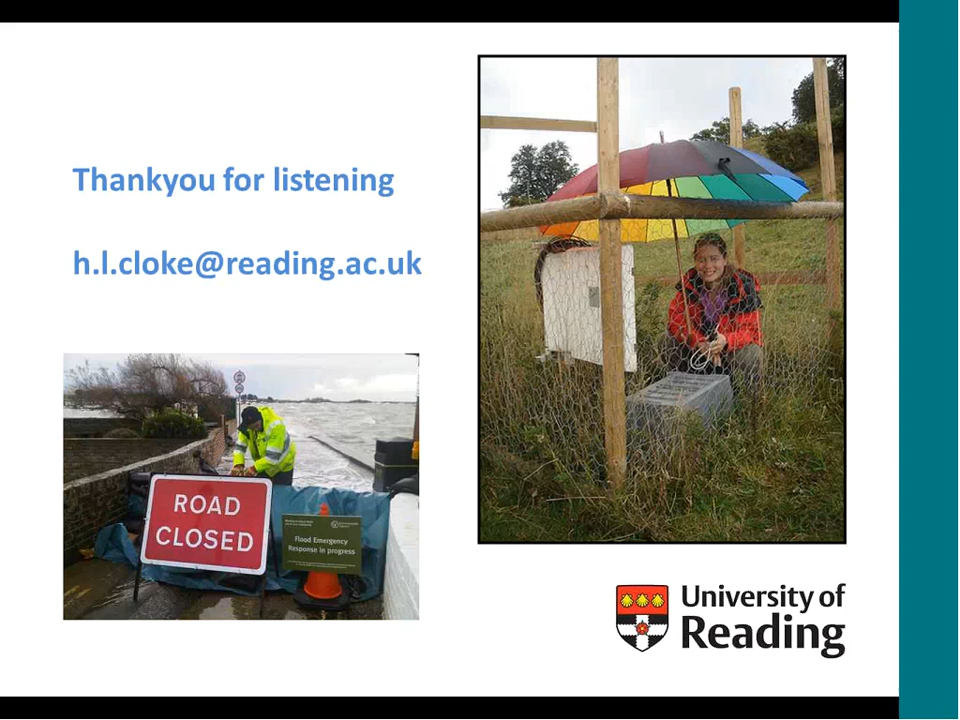 Thankyou for listening
h.l.cloke@reading.ac.uk
ROAD
CLOSED
Flood Emergency
Response in progress
University of
Reading